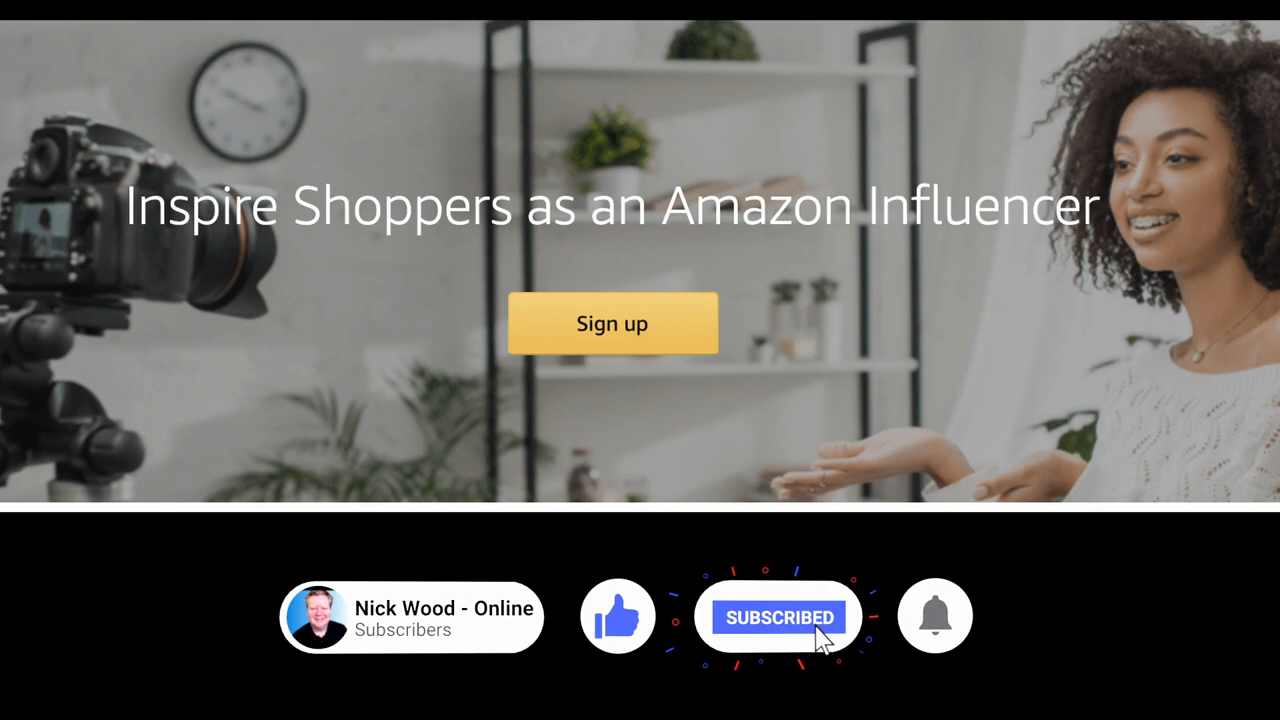 Inspire Shoppers as an Amazon Influencer
Sign up
Nick Wood - Online
Subscribers
SUBSCRIBED